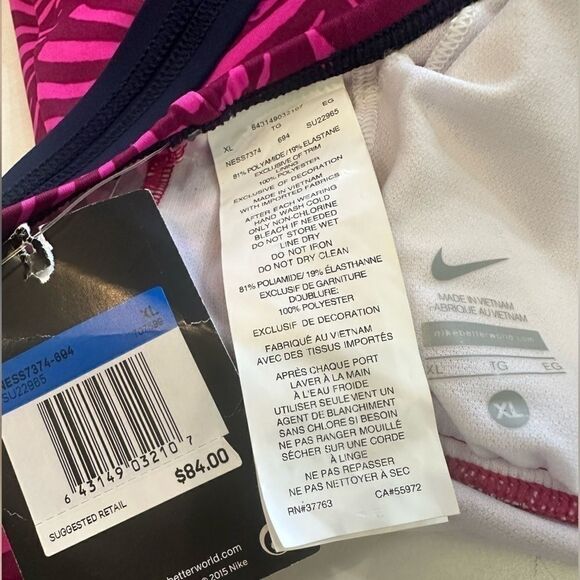 XL 643149032107 EG
TG
NESS7374 694 SU22965
81% POLYAMIDE/19% ELASTANE
EXCLUSIVE OF TRIM
LINING
100% POLYESTER
EXCLUSIVE OF DECORATION
MADE IN VIETNAM
WITH IMPORTED FABRICS
AFTER EACH WEARING
HAND WASH COLD
ONLY NON-CHLORINE
BLEACH IF NEEDED
DO NOT STORE WET
LINE DRY
DO NOT IRON
DO NOT DRY CLEAN
81% POLIAMIDE/ 19% ÉLASTHANNE
EXCLUSIF DE GARNITURE
DOUBLURE:
100% POLYESTER
EXCLUSIF DE DECORATION
FABRIQUÉ AU VIETNAM
AVEC DES TISSUS IMPORTÉS
APRÈS CHAQUE PORT
LAVER À LA MAIN
À L'EAU FROIDE
UTILISER SEULEMENT UN
AGENT DE BLANCHIMENT
SANS CHLORE SI BESOIN
NE PAS RANGER MOUILLÉ
SÉCHER SUR UNE CORDE
À LINGE
NE PAS REPASSER
NE PAS NETTOYER À SEC
RN#37763 CA#55972
XL
NESS7374-694
SU22965
6 43149 03210 7
$84.00
SUGGESTED RETAIL
betterworld.com
© 2015 Nike
MADE IN VIETNAM
FABRIQUÉ AU VIETNAM
nikebetterworld.com
XL TG EG
XL